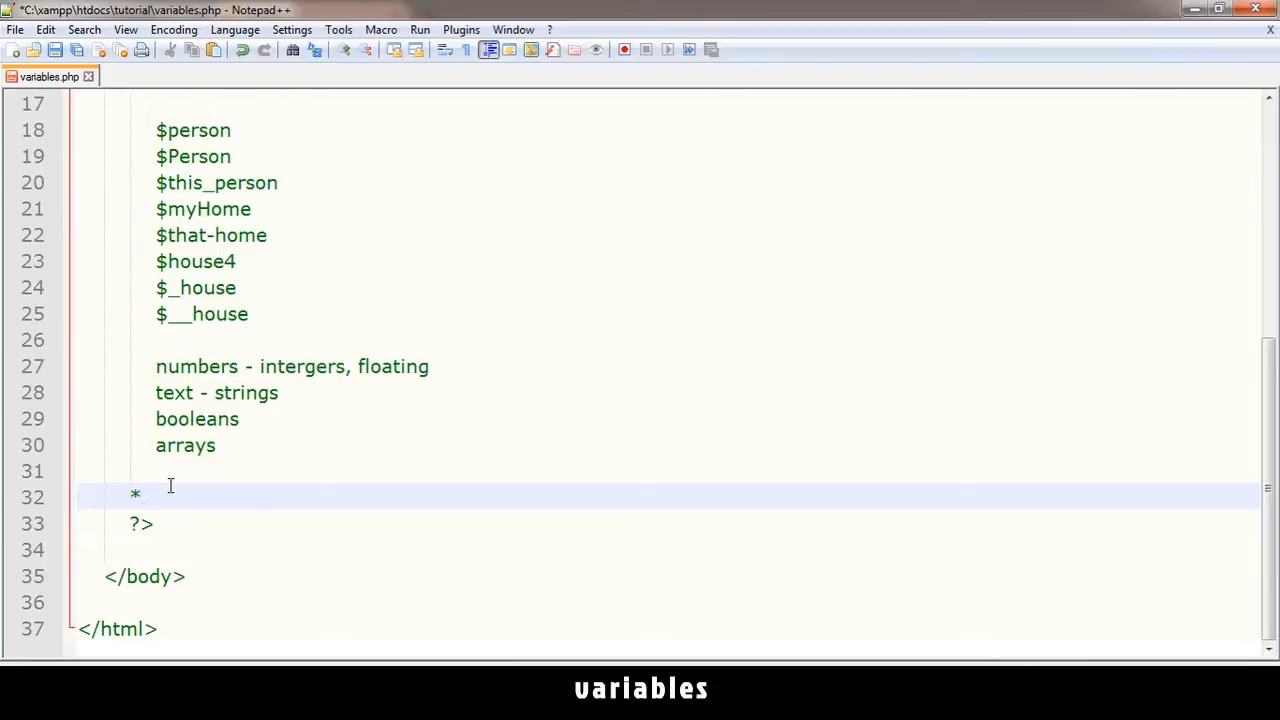 *C:\xampp\htdocs\tutorial\variables.php - Notepad++
File Edit Search View Encoding Language Settings Tools Macro Run Plugins Window ? X
variables.php
17
18 $person
19 $Person
20 $this_person
21 $myHome
22 $that-home
23 $house4
24 $_house
25 $__house
26
27 numbers - intergers, floating
28 text - strings
29 booleans
30 arrays
31
32 *
33 ?>
34
35 </body>
36
37 </html>
variables